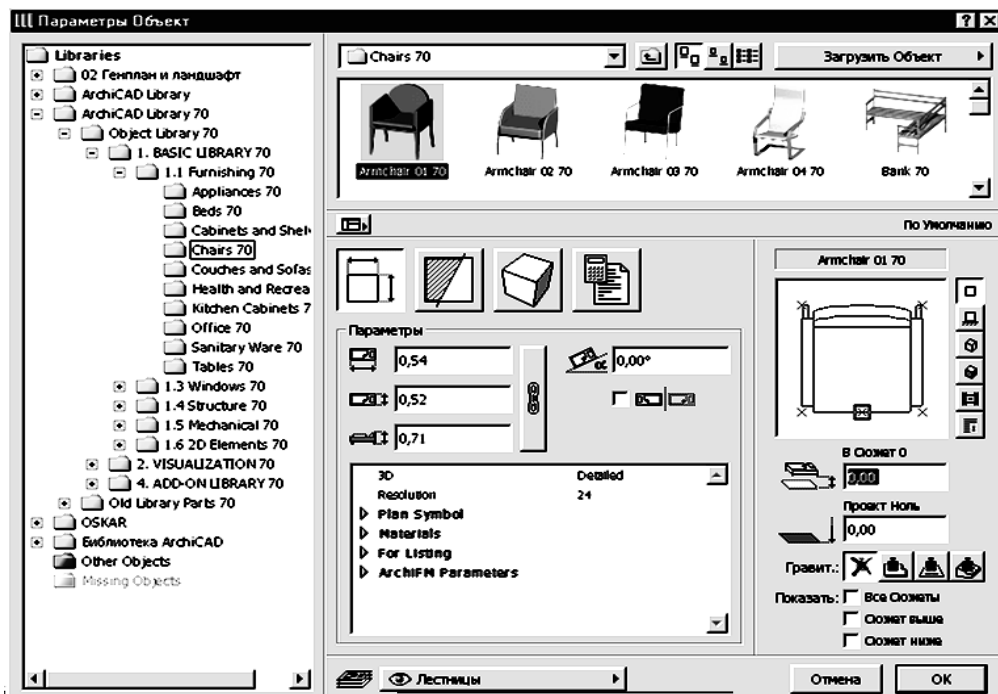 Параметры Объект
Libraries
02 Генплан и ландшафт
ArchiCAD Library
ArchiCAD Library 70
Object Library 70
1. BASIC LIBRARY 70
1.1 Furnishing 70
Appliances 70
Beds 70
Cabinets and Shelv
Chairs 70
Couches and Sofas
Health and Recrea
Kitchen Cabinets 7
Office 70
Sanitary Ware 70
Tables 70
1.3 Windows 70
1.4 Structure 70
1.5 Mechanical 70
1.6 2D Elements 70
2. VISUALIZATION 70
4. ADD-ON LIBRARY 70
Old Library Parts 70
OSKAR
Библиотека ArchiCAD
Other Objects
Missing Objects
Chairs 70
Загрузить Объект
Armchair 01 70
Armchair 02 70
Armchair 03 70
Armchair 04 70
Bank 70
По Умолчанию
Параметры
0,54
0,00°
0,52
0,71
3D Detailed
Resolution 24
Plan Symbol
Materials
For Listing
ArchiFM Parameters
Armchair 01 70
В Сюжет 0
0,00
Проект Ноль
0,00
Гравит.:
Показать: Все Сюжеты
Сюжет выше
Сюжет ниже
Лестницы
Отмена
OK